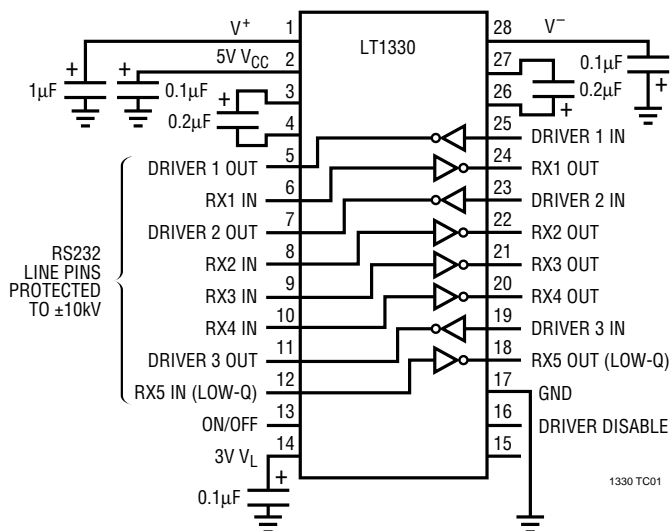 V+ 1 LT1330 28 V−
5V VCC 2 27
1µF + + 0.1µF 3 26 + 0.1µF +
0.2µF + 4 0.2µF
25 DRIVER 1 IN
DRIVER 1 OUT 5 24 RX1 OUT
RX1 IN 6 23 DRIVER 2 IN
DRIVER 2 OUT 7 22 RX2 OUT
RX2 IN 8 21 RX3 OUT
RX3 IN 9 20 RX4 OUT
RX4 IN 10 19 DRIVER 3 IN
DRIVER 3 OUT 11 18 RX5 OUT (LOW-Q)
RX5 IN (LOW-Q) 12 17 GND
ON/OFF 13 16 DRIVER DISABLE
3V VL 14 15
0.1µF +
RS232
LINE PINS
PROTECTED
TO ±10kV
1330 TC01